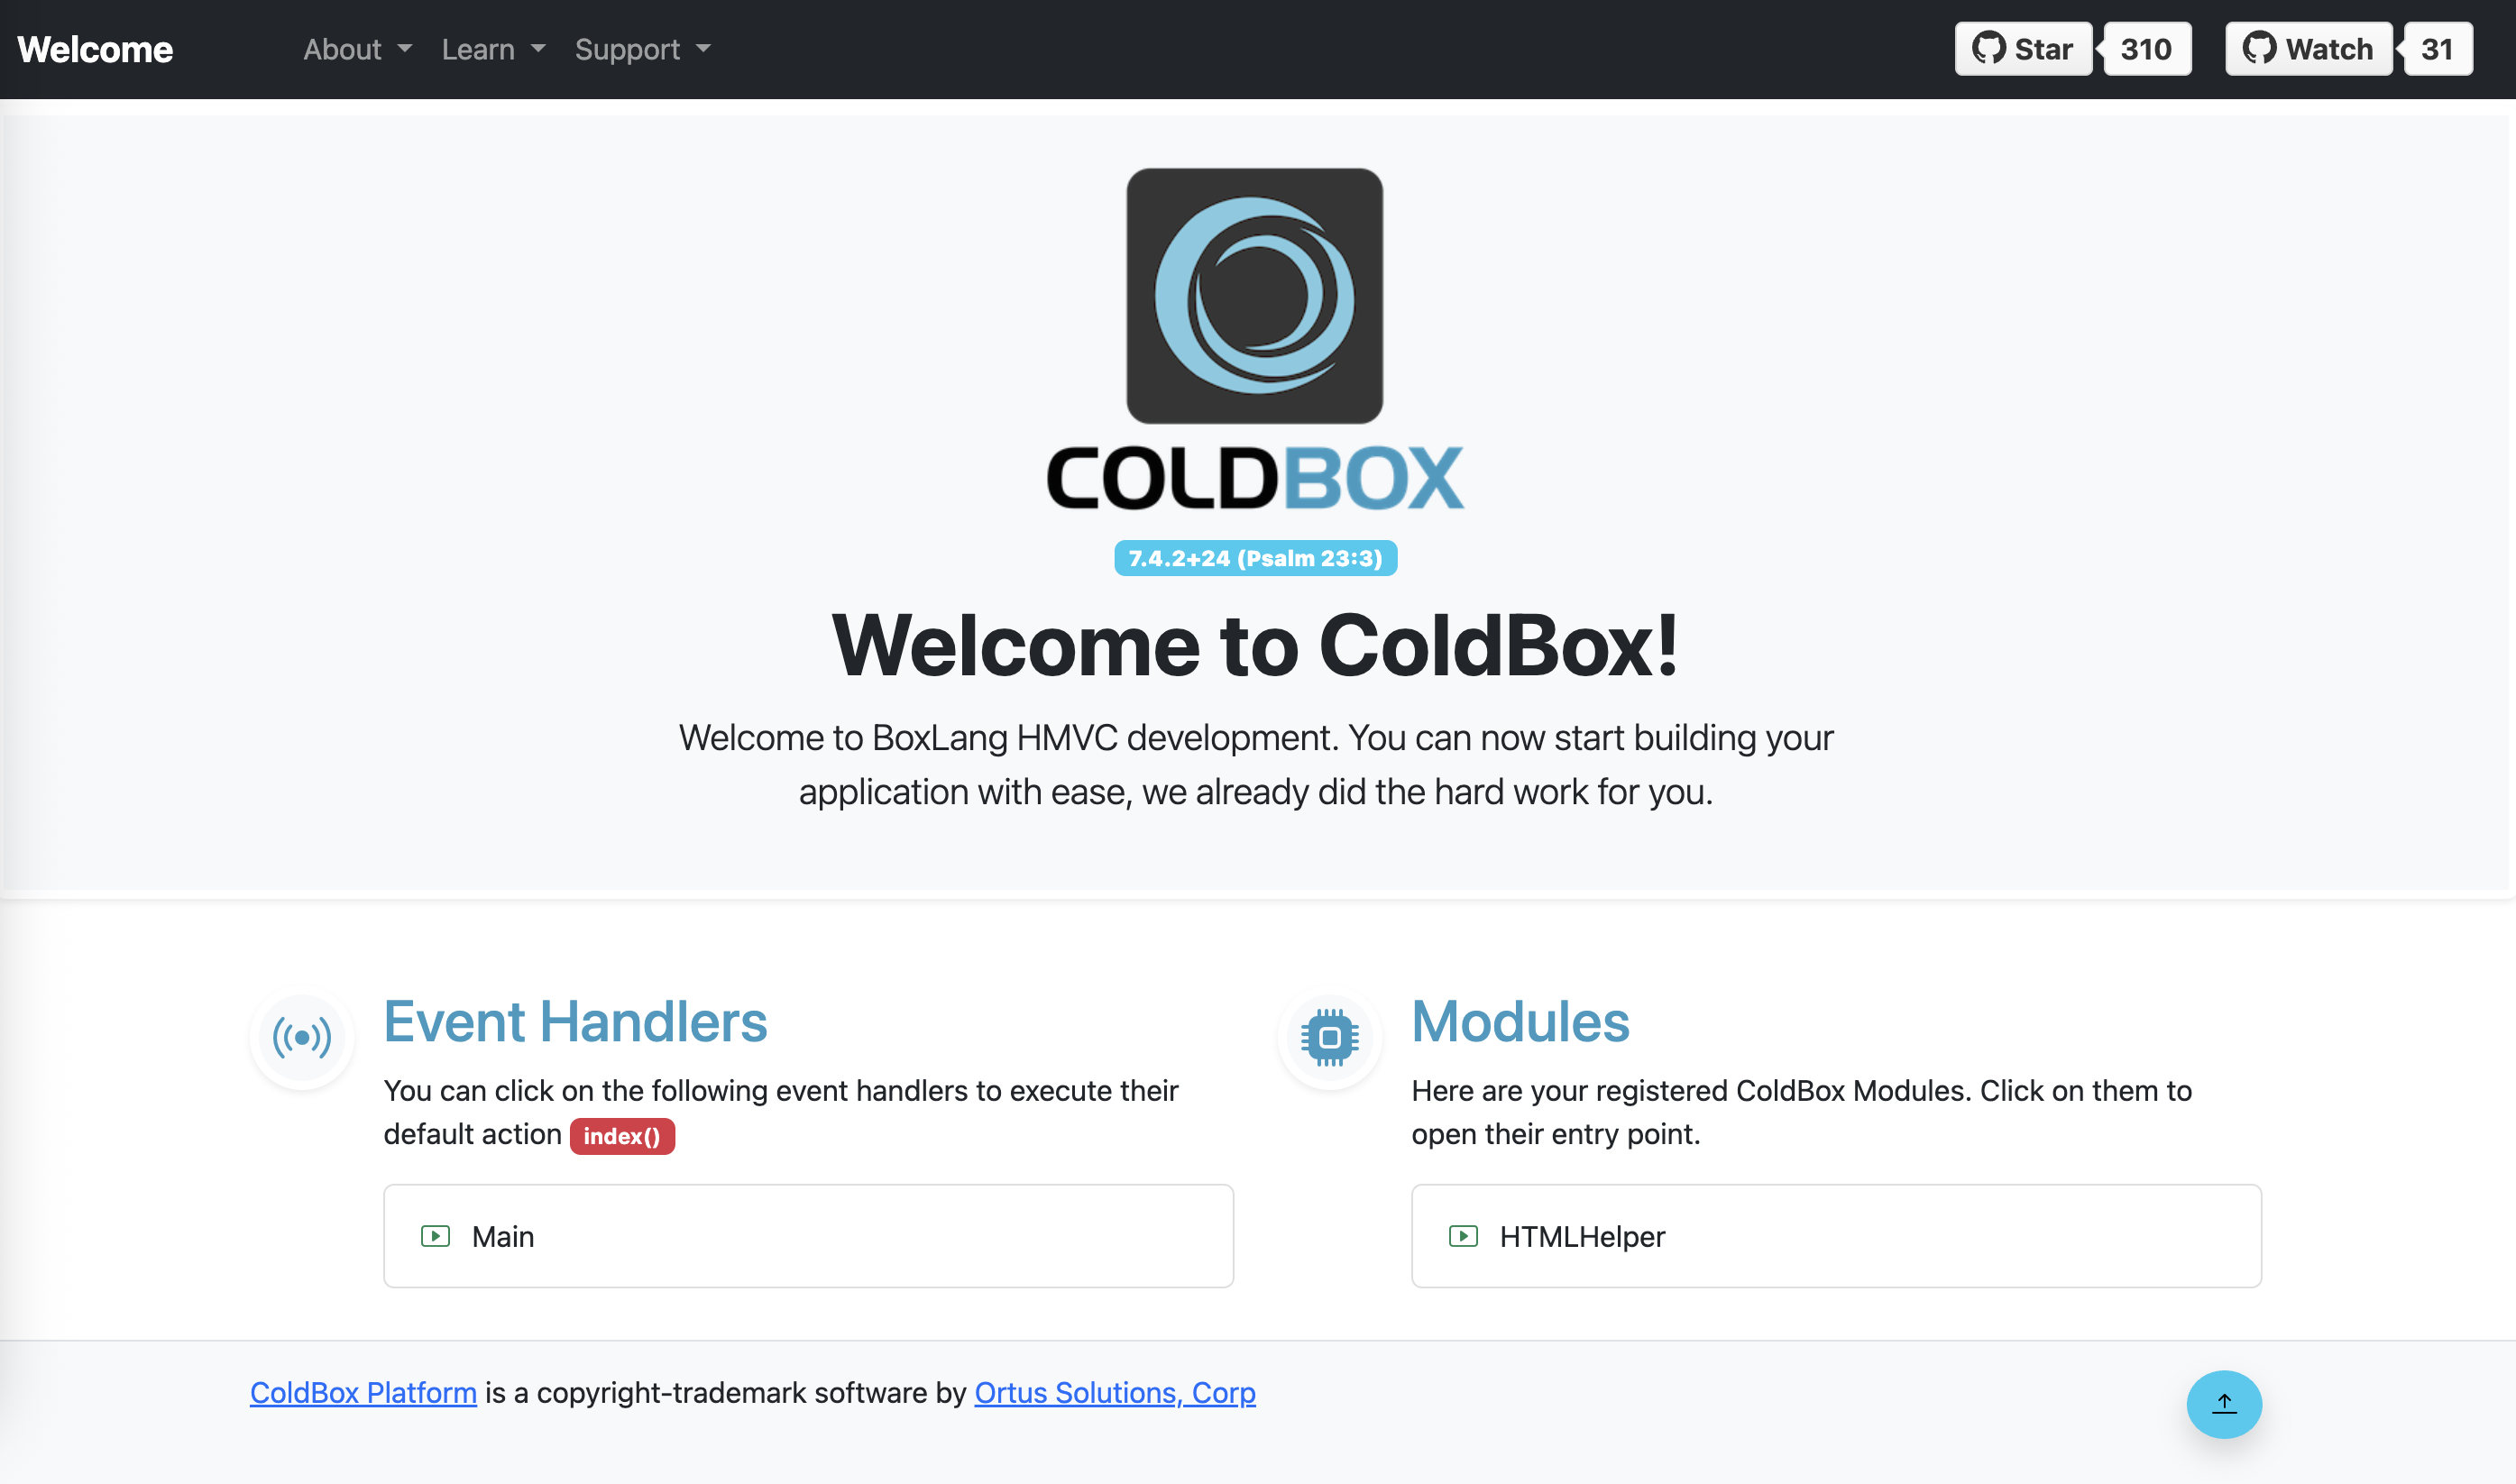 Welcome
About
Learn
Support
Star
310
Watch
31
COLDBOX
7.4.2+24 (Psalm 23:3)
Welcome to ColdBox!
Welcome to BoxLang HMVC development. You can now start building your
application with ease, we already did the hard work for you.
Event Handlers
You can click on the following event handlers to execute their
default action index()
Main
Modules
Here are your registered ColdBox Modules. Click on them to
open their entry point.
HTMLHelper
ColdBox Platform is a copyright-trademark software by Ortus Solutions, Corp